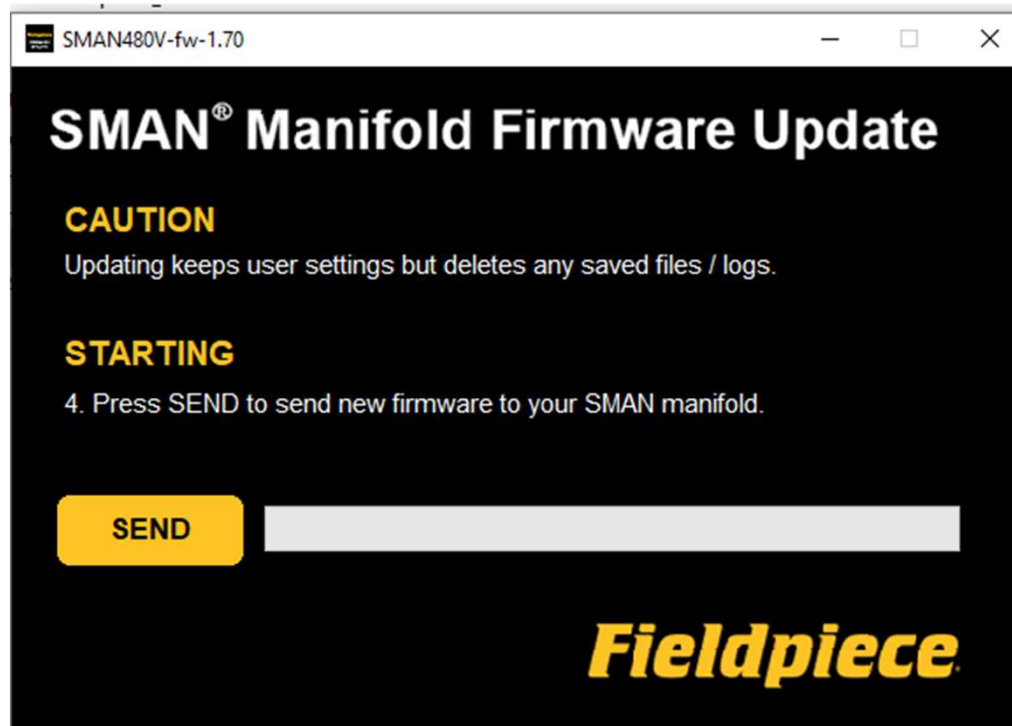 SMAN480V-fw-1.70
SMAN® Manifold Firmware Update
CAUTION
Updating keeps user settings but deletes any saved files / logs.
STARTING
4. Press SEND to send new firmware to your SMAN manifold.
SEND
Fieldpiece